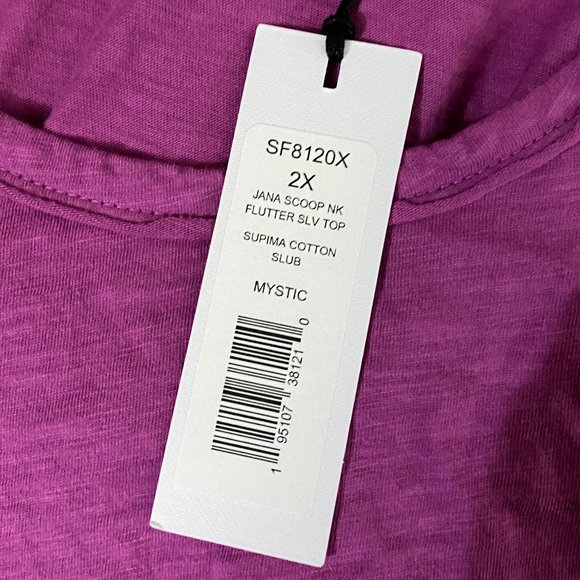 SF8120X
2X
JANA SCOOP NK
FLUTTER SLV TOP
SUPIMA COTTON
SLUB
MYSTIC
1 95107 38121 0